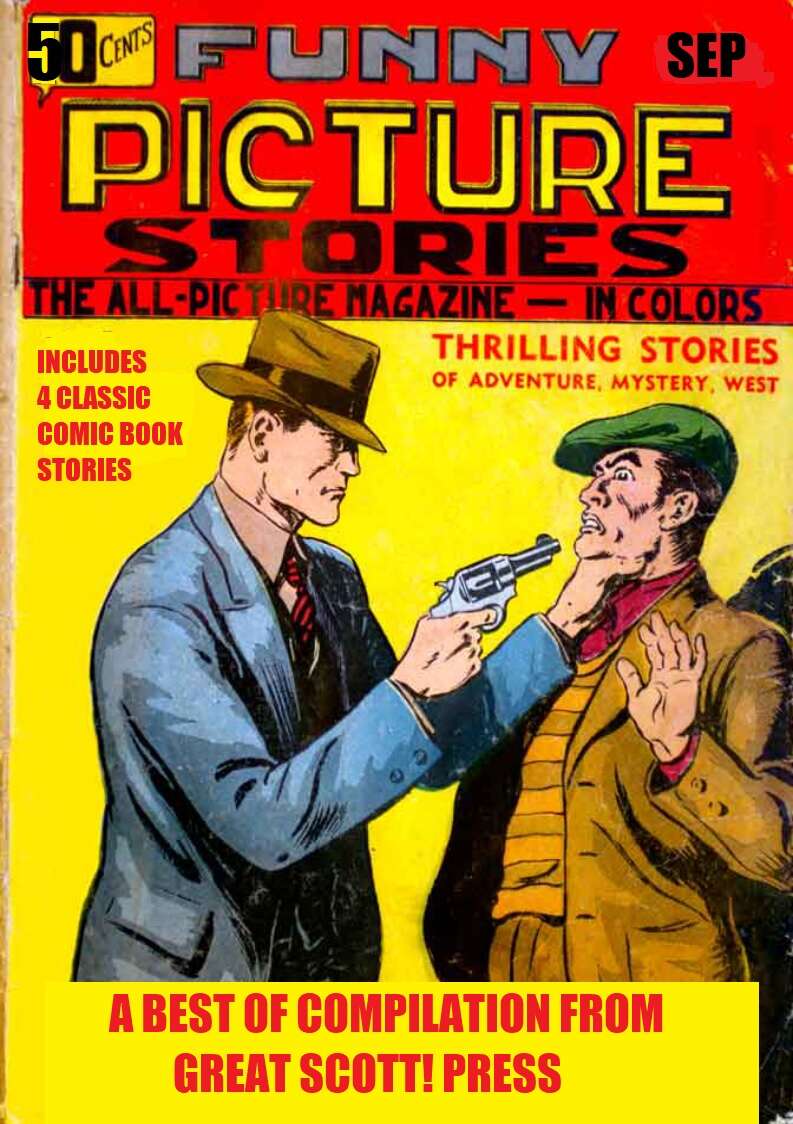 50 CENTS
FUNNY
SEP
PICTURE
STORIES
THE ALL-PICTURE MAGAZINE — IN COLORS
THRILLING STORIES
OF ADVENTURE, MYSTERY, WEST
INCLUDES
4 CLASSIC
COMIC BOOK
STORIES
A BEST OF COMPILATION FROM
GREAT SCOTT! PRESS